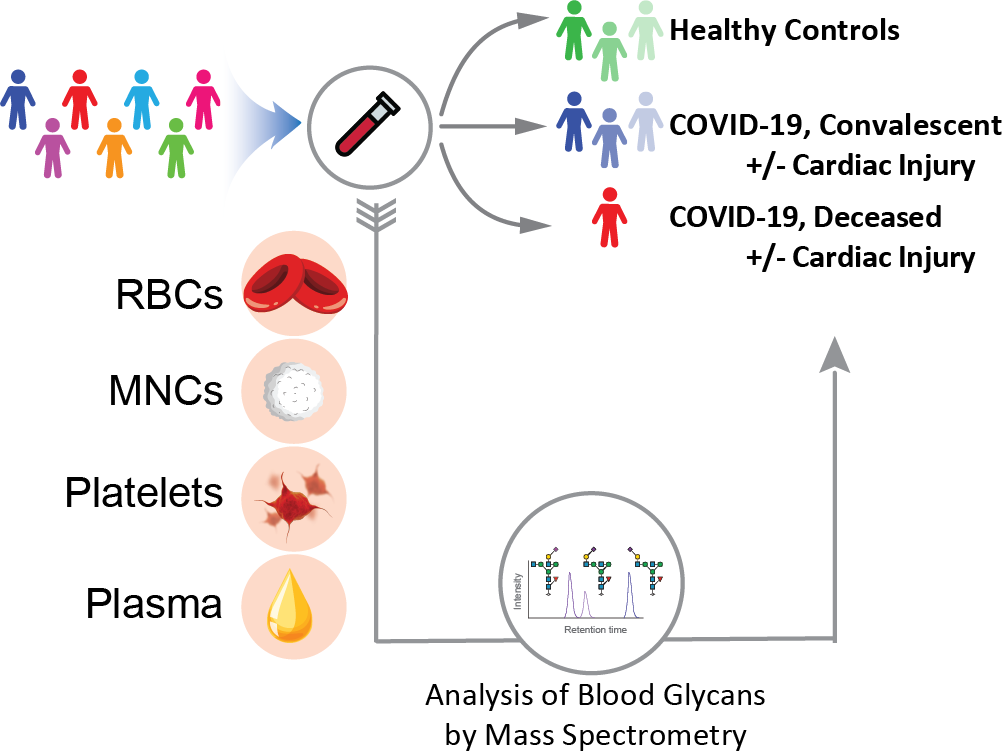 Healthy Controls
COVID-19, Convalescent
+/- Cardiac Injury
COVID-19, Deceased
+/- Cardiac Injury
RBCs
MNCs
Platelets
Plasma
Intensity
Retention time
Analysis of Blood Glycans
by Mass Spectrometry